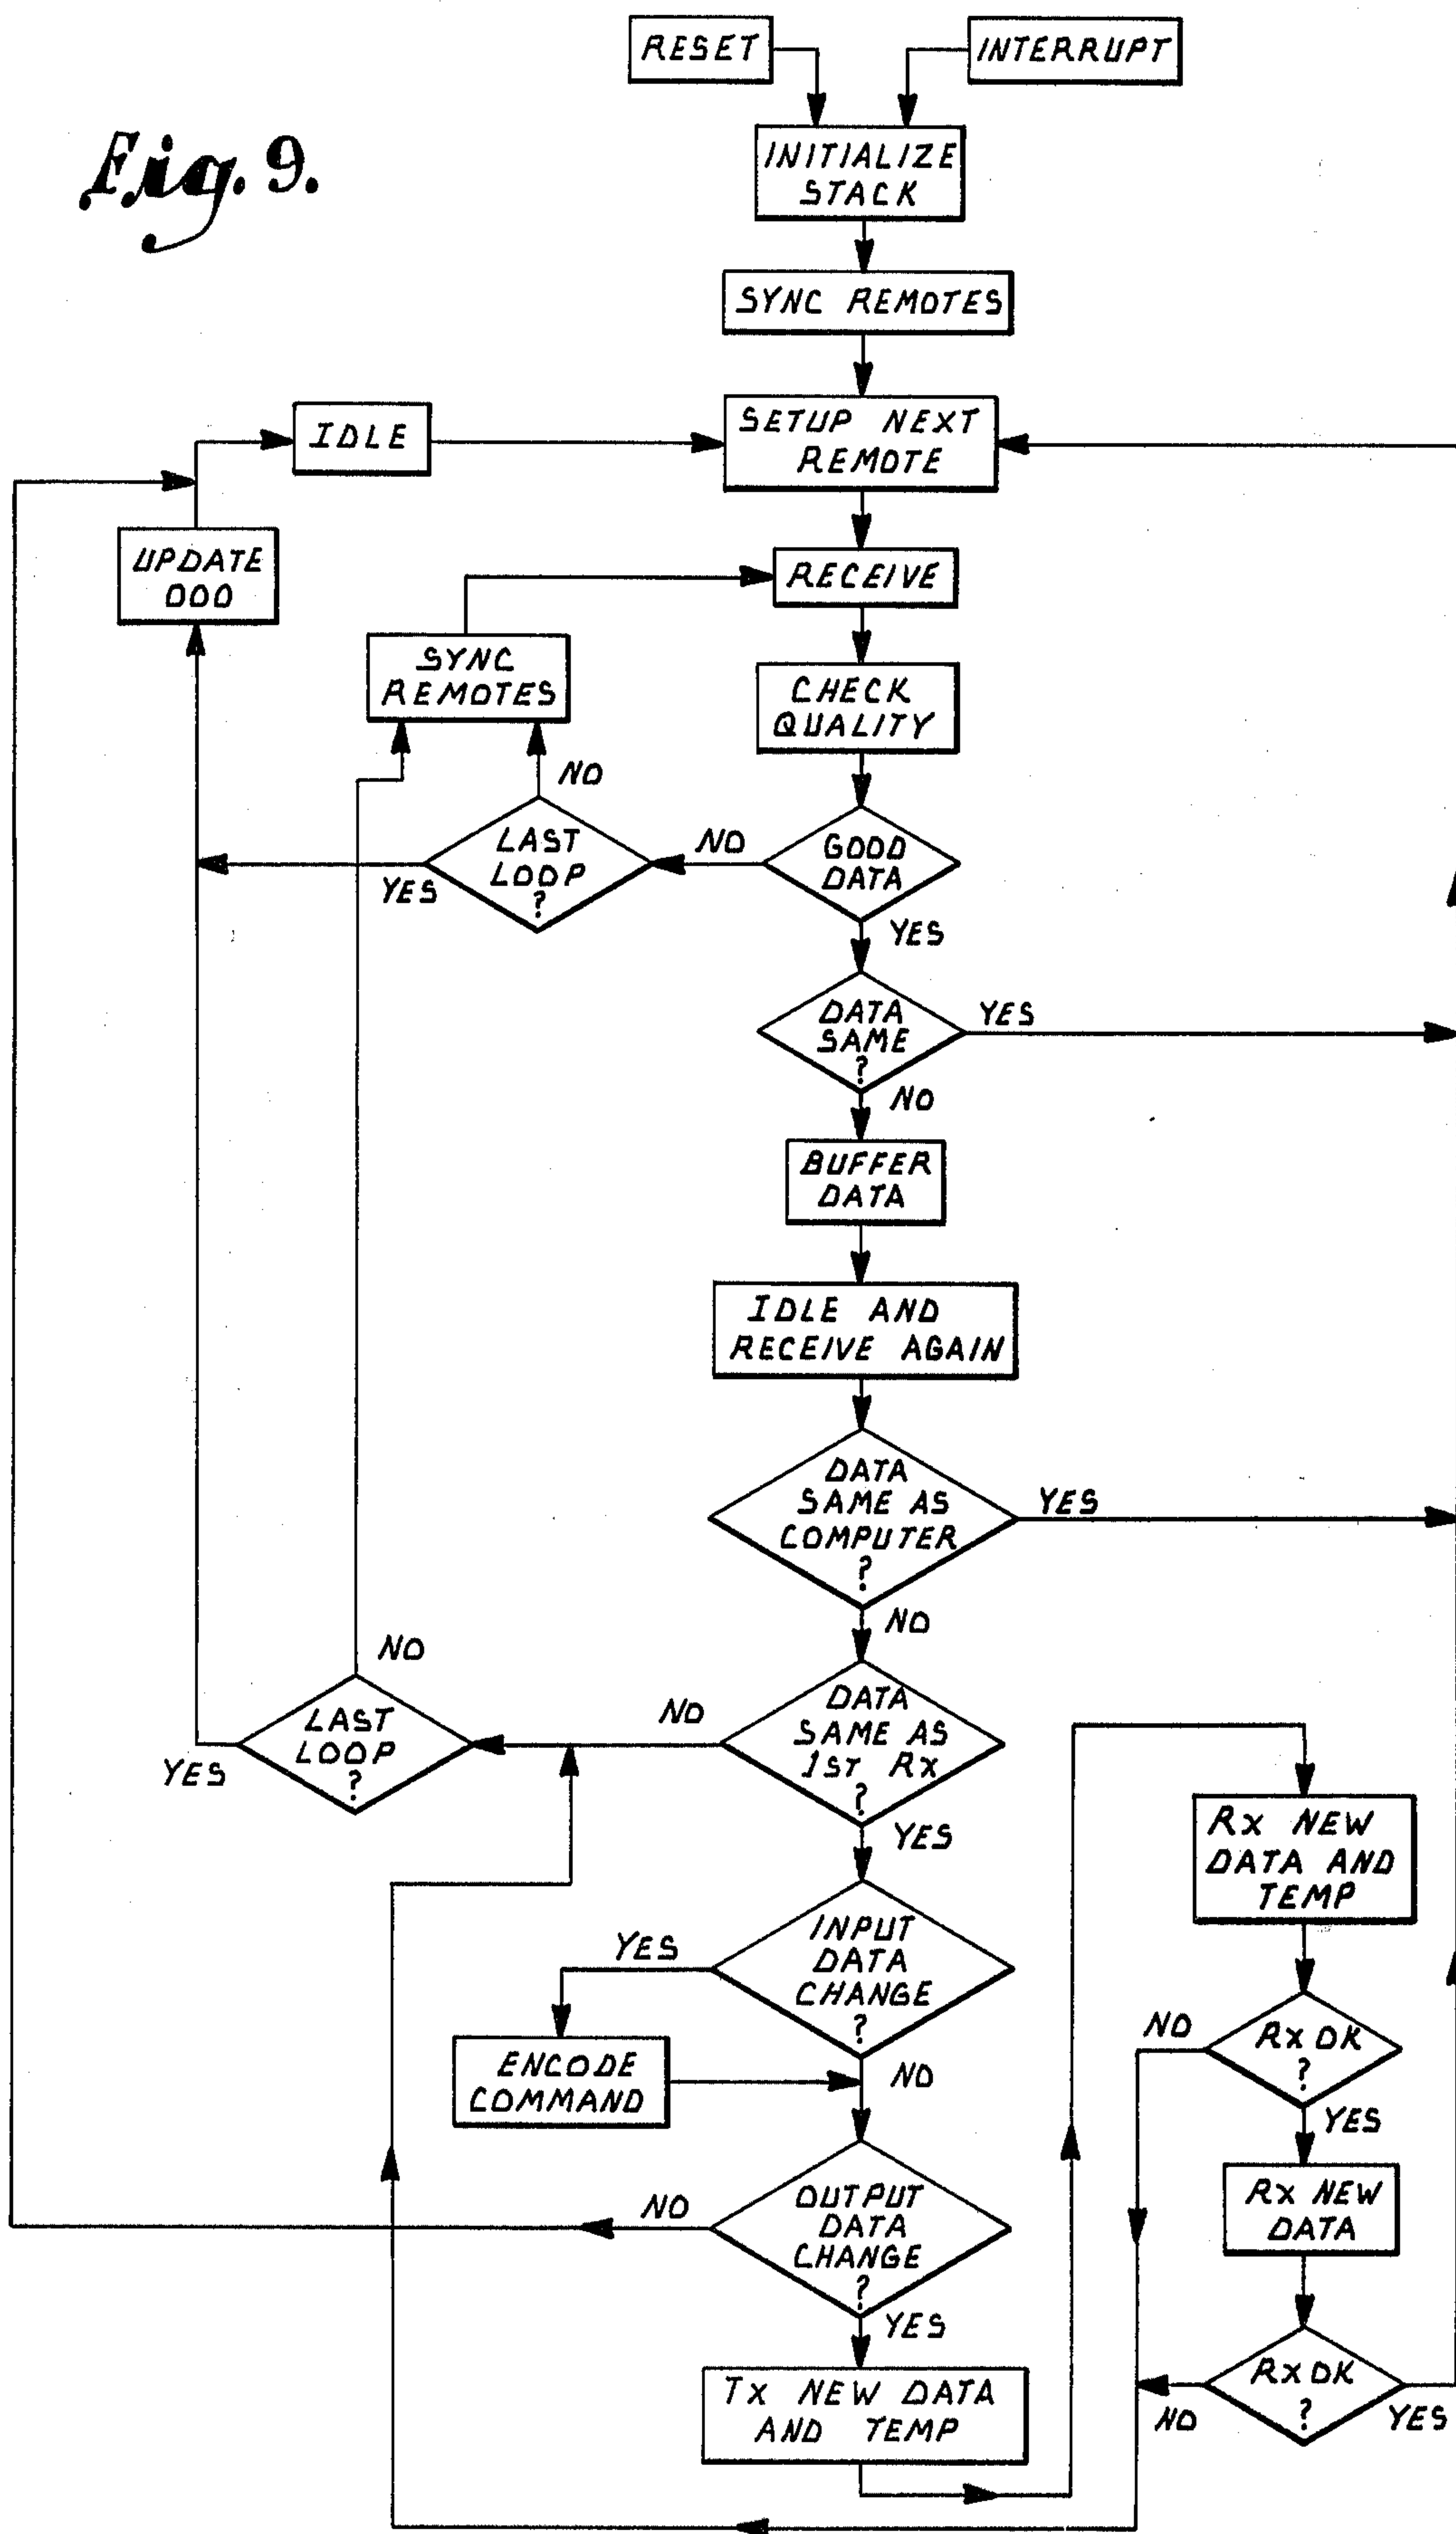 Fig. 9.
RESET
INTERRUPT
INITIALIZE
STACK
SYNC REMOTES
IDLE
SETUP NEXT
REMOTE
UPDATE
OOO
RECEIVE
SYNC
REMOTES
CHECK
QUALITY
NO
LAST
LOOP
?
YES
NO
GOOD
DATA
YES
DATA
SAME
?
YES
NO
BUFFER
DATA
IDLE AND
RECEIVE AGAIN
DATA
SAME AS
COMPUTER
?
YES
NO
NO
LAST
LOOP
?
YES
NO
DATA
SAME AS
1ST RX
?
YES
RX NEW
DATA AND
TEMP
INPUT
DATA
CHANGE
?
YES
NO
ENCODE
COMMAND
NO
RX OK
?
YES
RX NEW
DATA
NO
OUTPUT
DATA
CHANGE
?
YES
RX OK
?
NO
YES
TX NEW DATA
AND TEMP